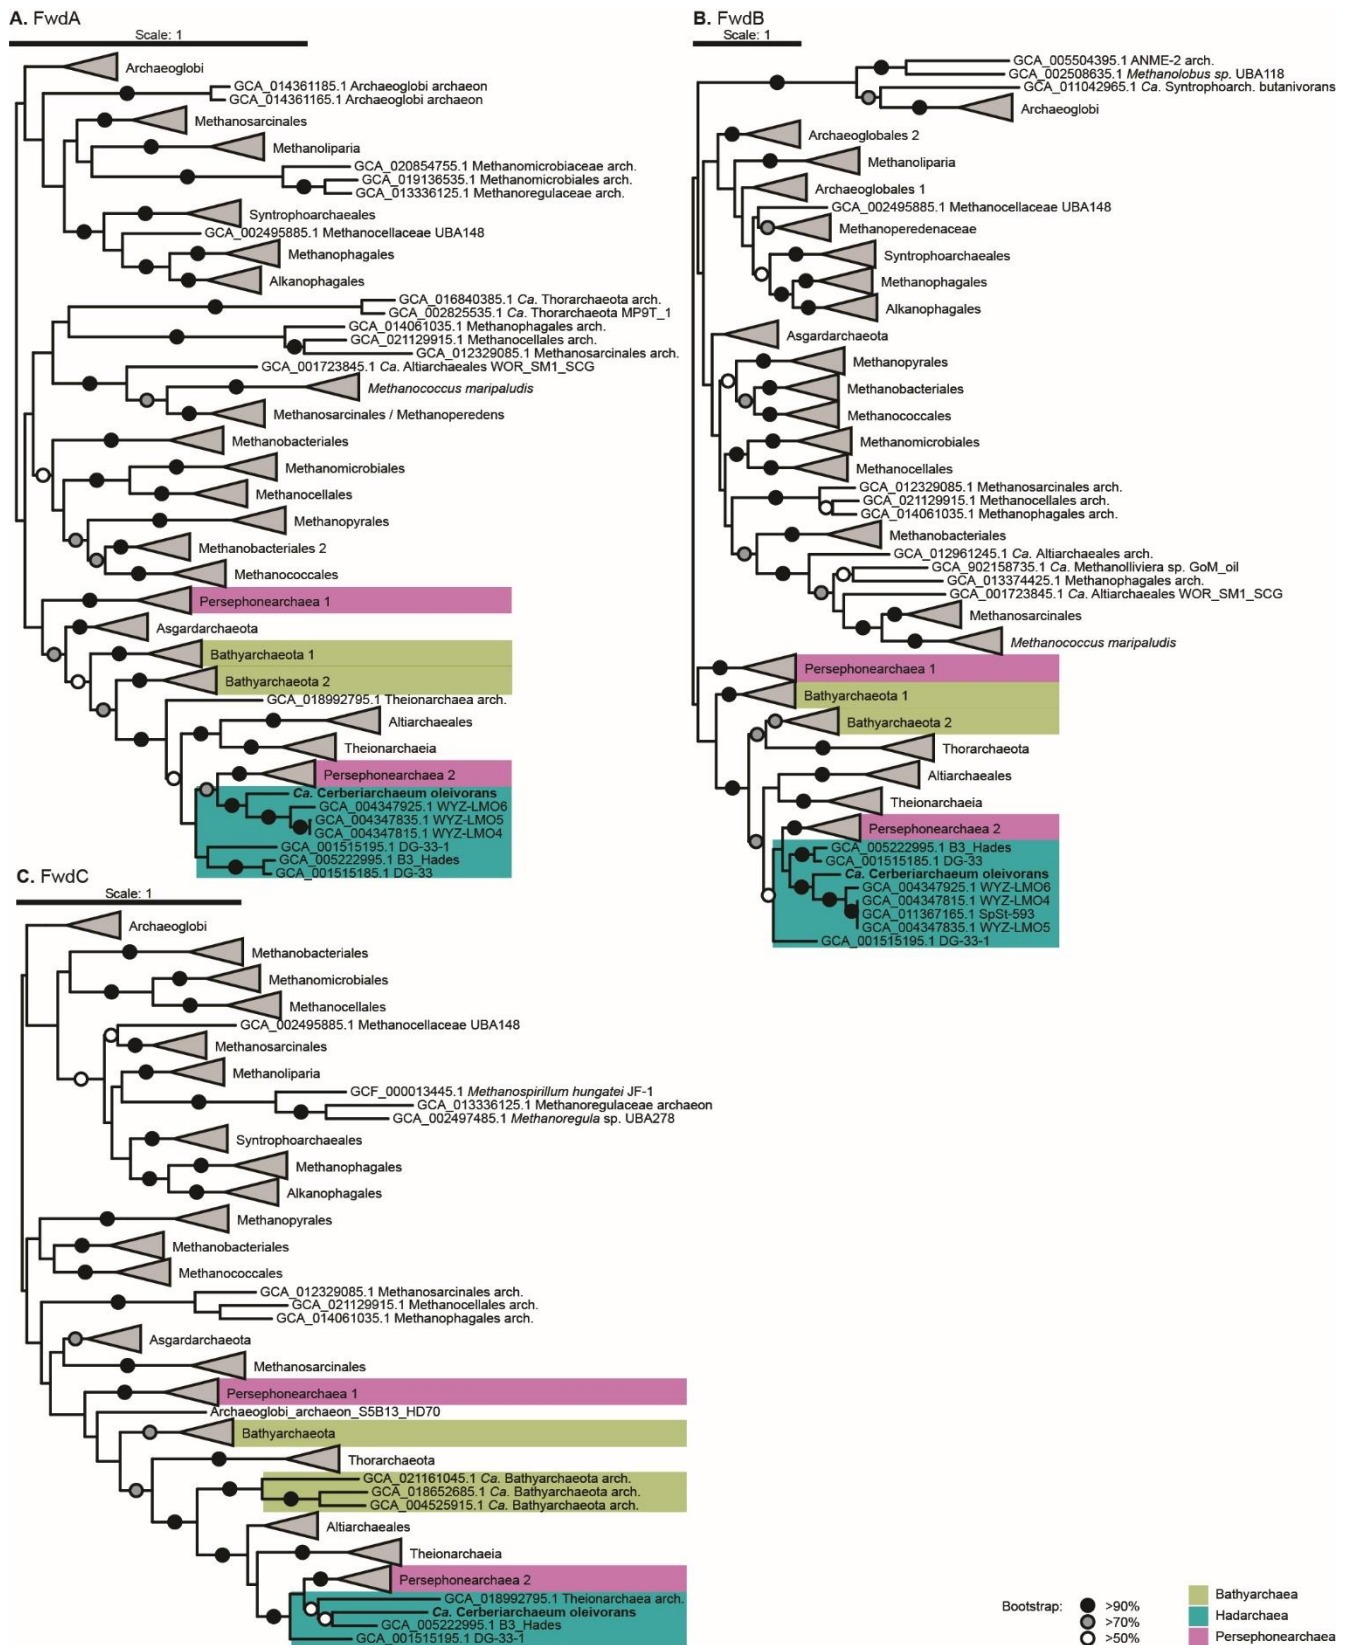 A. FwdA
Scale: 1
Archaeoglobi
GCA_014361185.1 Archaeoglobi archaeon
GCA_014361165.1 Archaeoglobi archaeon
Methanosarcinales
Methanoliparia
GCA_020854755.1 Methanomicrobiaceae arch.
GCA_019136535.1 Methanomicrobiales arch.
GCA_013336125.1 Methanoregulaceae arch.
Syntrophoarchaeales
GCA_002495885.1 Methanocellaceae UBA148
Methanophagales
Alkanophagales
GCA_016840385.1 Ca. Thorarchaeota arch.
GCA_002825535.1 Ca. Thorarchaeota MP9T_1
GCA_014061035.1 Methanophagales arch.
GCA_021129915.1 Methanocellales arch.
GCA_012329085.1 Methanosarcinales arch.
GCA_001723845.1 Ca. Altiarchaeales WOR_SM1_SCG
Methanococcus maripaludis
Methanosarcinales / Methanoperedens
Methanobacteriales
Methanomicrobiales
Methanocellales
Methanopyrales
Methanobacteriales 2
Methanococcales
Persephonearchaea 1
Asgardarchaeota
Bathyarchaeota 1
Bathyarchaeota 2
GCA_018992795.1 Theionarchaea arch.
Altiarchaeales
Theionarchaeia
Persephonearchaea 2
Ca. Cerberiarchaeum oleivorans
GCA_004347925.1 WYZ-LMO6
GCA_004347835.1 WYZ-LMO5
GCA_004347815.1 WYZ-LMO4
GCA_001515195.1 DG-33-1
GCA_005222995.1 B3_Hades
GCA_001515185.1 DG-33
B. FwdB
Scale: 1
GCA_005504395.1 ANME-2 arch.
GCA_002508635.1 Methanolobus sp. UBA118
GCA_011042965.1 Ca. Syntrophoarch. butanivorans
Archaeoglobi
Archaeoglobales 2
Methanoliparia
Archaeoglobales 1
GCA_002495885.1 Methanocellaceae UBA148
Methanoperedenaceae
Syntrophoarchaeales
Methanophagales
Alkanophagales
Asgardarchaeota
Methanopyrales
Methanobacteriales
Methanococcales
Methanomicrobiales
Methanocellales
GCA_012329085.1 Methanosarcinales arch.
GCA_021129915.1 Methanocellales arch.
GCA_014061035.1 Methanophagales arch.
Methanobacteriales
GCA_012961245.1 Ca. Altiarchaeales arch.
GCA_902158735.1 Ca. Methanolliviera sp. GoM_oil
GCA_013374425.1 Methanophagales arch.
GCA_001723845.1 Ca. Altiarchaeales WOR_SM1_SCG
Methanosarcinales
Methanococcus maripaludis
Persephonearchaea 1
Bathyarchaeota 1
Bathyarchaeota 2
Thorarchaeota
Altiarchaeales
Theionarchaeia
Persephonearchaea 2
GCA_005222995.1 B3_Hades
GCA_001515185.1 DG-33
Ca. Cerberiarchaeum oleivorans
GCA_004347925.1 WYZ-LMO6
GCA_004347815.1 WYZ-LMO4
GCA_011367165.1 SpSt-593
GCA_004347835.1 WYZ-LMO5
GCA_001515195.1 DG-33-1
C. FwdC
Scale: 1
Archaeoglobi
Methanobacteriales
Methanomicrobiales
Methanocellales
GCA_002495885.1 Methanocellaceae UBA148
Methanosarcinales
Methanoliparia
GCF_000013445.1 Methanospirillum hungatei JF-1
GCA_013336125.1 Methanoregulaceae archaeon
GCA_002497485.1 Methanoregula sp. UBA278
Syntrophoarchaeales
Methanophagales
Alkanophagales
Methanopyrales
Methanobacteriales
Methanococcales
GCA_012329085.1 Methanosarcinales arch.
GCA_021129915.1 Methanocellales arch.
GCA_014061035.1 Methanophagales arch.
Asgardarchaeota
Methanosarcinales
Persephonearchaea 1
Archaeoglobi_archaeon_S5B13_HD70
Bathyarchaeota
Thorarchaeota
GCA_021161045.1 Ca. Bathyarchaeota arch.
GCA_018652685.1 Ca. Bathyarchaeota arch.
GCA_004525915.1 Ca. Bathyarchaeota arch.
Altiarchaeales
Theionarchaeia
Persephonearchaea 2
GCA_018992795.1 Theionarchaea arch.
Ca. Cerberiarchaeum oleivorans
GCA_005222995.1 B3_Hades
GCA_001515195.1 DG-33-1
Bootstrap:
>90%
>70%
>50%
Bathyarchaea
Hadarchaea
Persephonearchaea